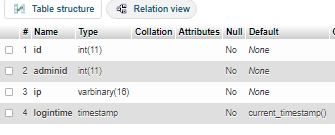 Table structure Relation view
# Name Type Collation Attributes Null Default
1 id int(11) No None
2 adminid int(11) No None
3 ip varbinary(16) No None
4 logintime timestamp No current_timestamp()